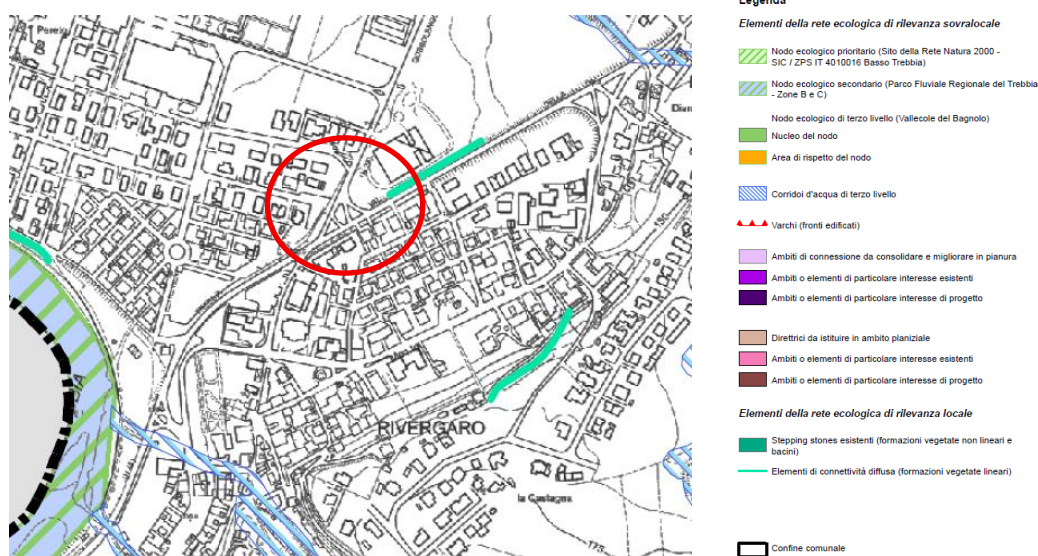 Legenda
Elementi della rete ecologica di rilevanza sovralocale
Nodo ecologico prioritario (Sito della Rete Natura 2000 -
SIC / ZPS IT 4010016 Basso Trebbia)
Nodo ecologico secondario (Parco Fluviale Regionale del Trebbia
- Zone B e C)
Nodo ecologico di terzo livello (Vallecole del Bagnolo)
Nucleo del nodo
Area di rispetto del nodo
Corridoi d'acqua di terzo livello
Varchi (fronti edificati)
Ambiti di connessione da consolidare e migliorare in pianura
Ambiti o elementi di particolare interesse esistenti
Ambiti o elementi di particolare interesse di progetto
Direttrici da istituire in ambito planiziale
Ambiti o elementi di particolare interesse esistenti
Ambiti o elementi di particolare interesse di progetto
Elementi della rete ecologica di rilevanza locale
Stepping stones esistenti (formazioni vegetate non lineari e
bacini)
Elementi di connettività diffusa (formazioni vegetate lineari)
Confine comunale
RIVERGARO
la Castagna